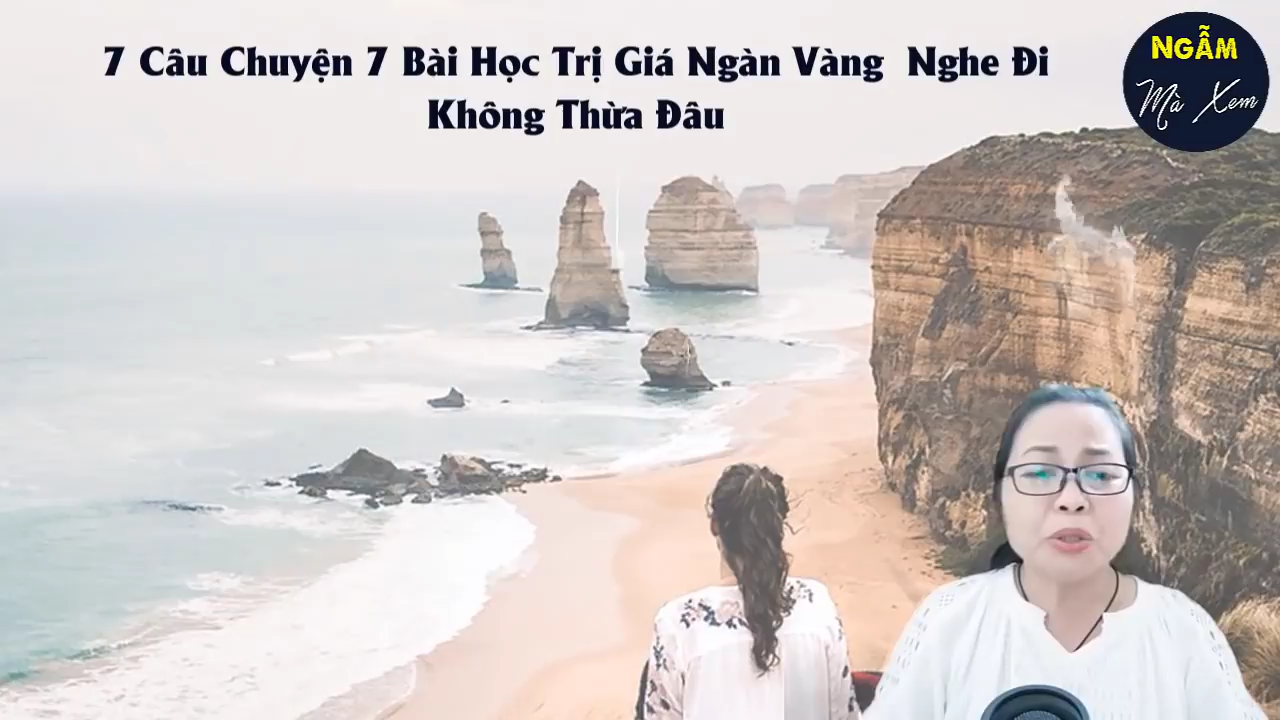 7 Câu Chuyện 7 Bài Học Trị Giá Ngàn Vàng Nghe Đi
Không Thừa Đâu
NGẪM
Mà Xem